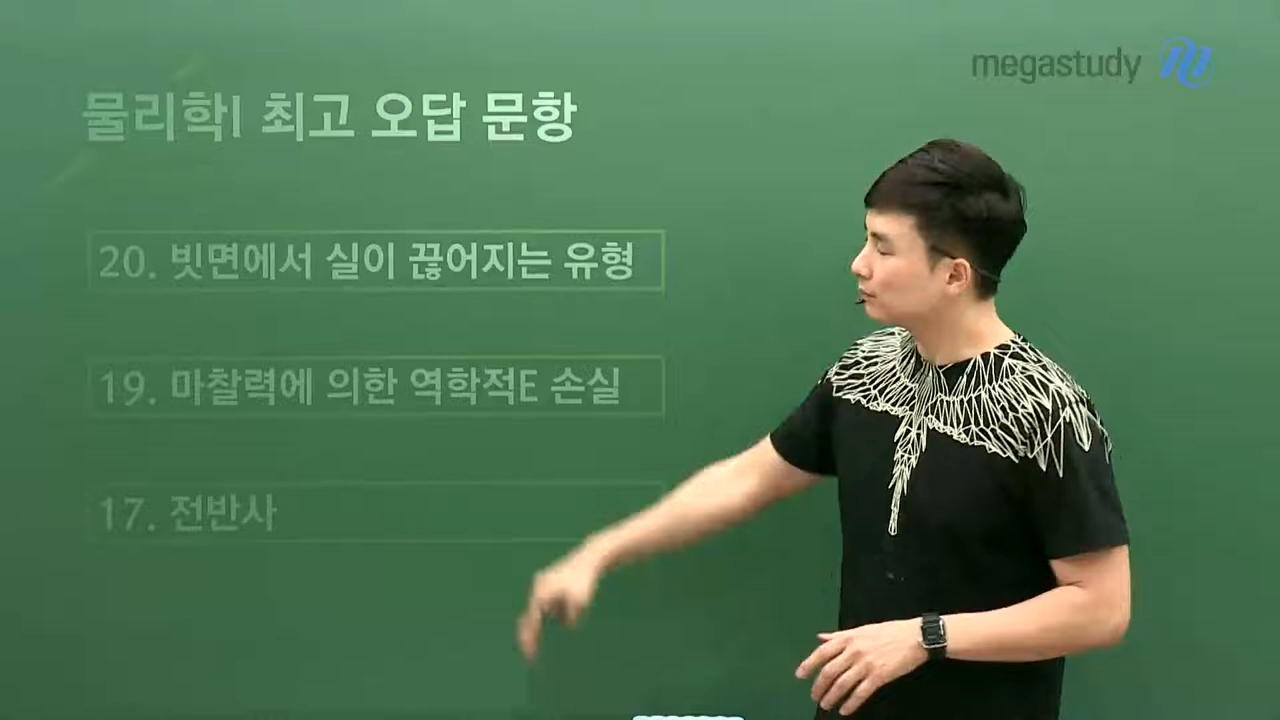 megastudy
물리학I 최고 오답 문항
20. 빗면에서 실이 끊어지는 유형
19. 마찰력에 의한 역학적E 손실
17. 전반사